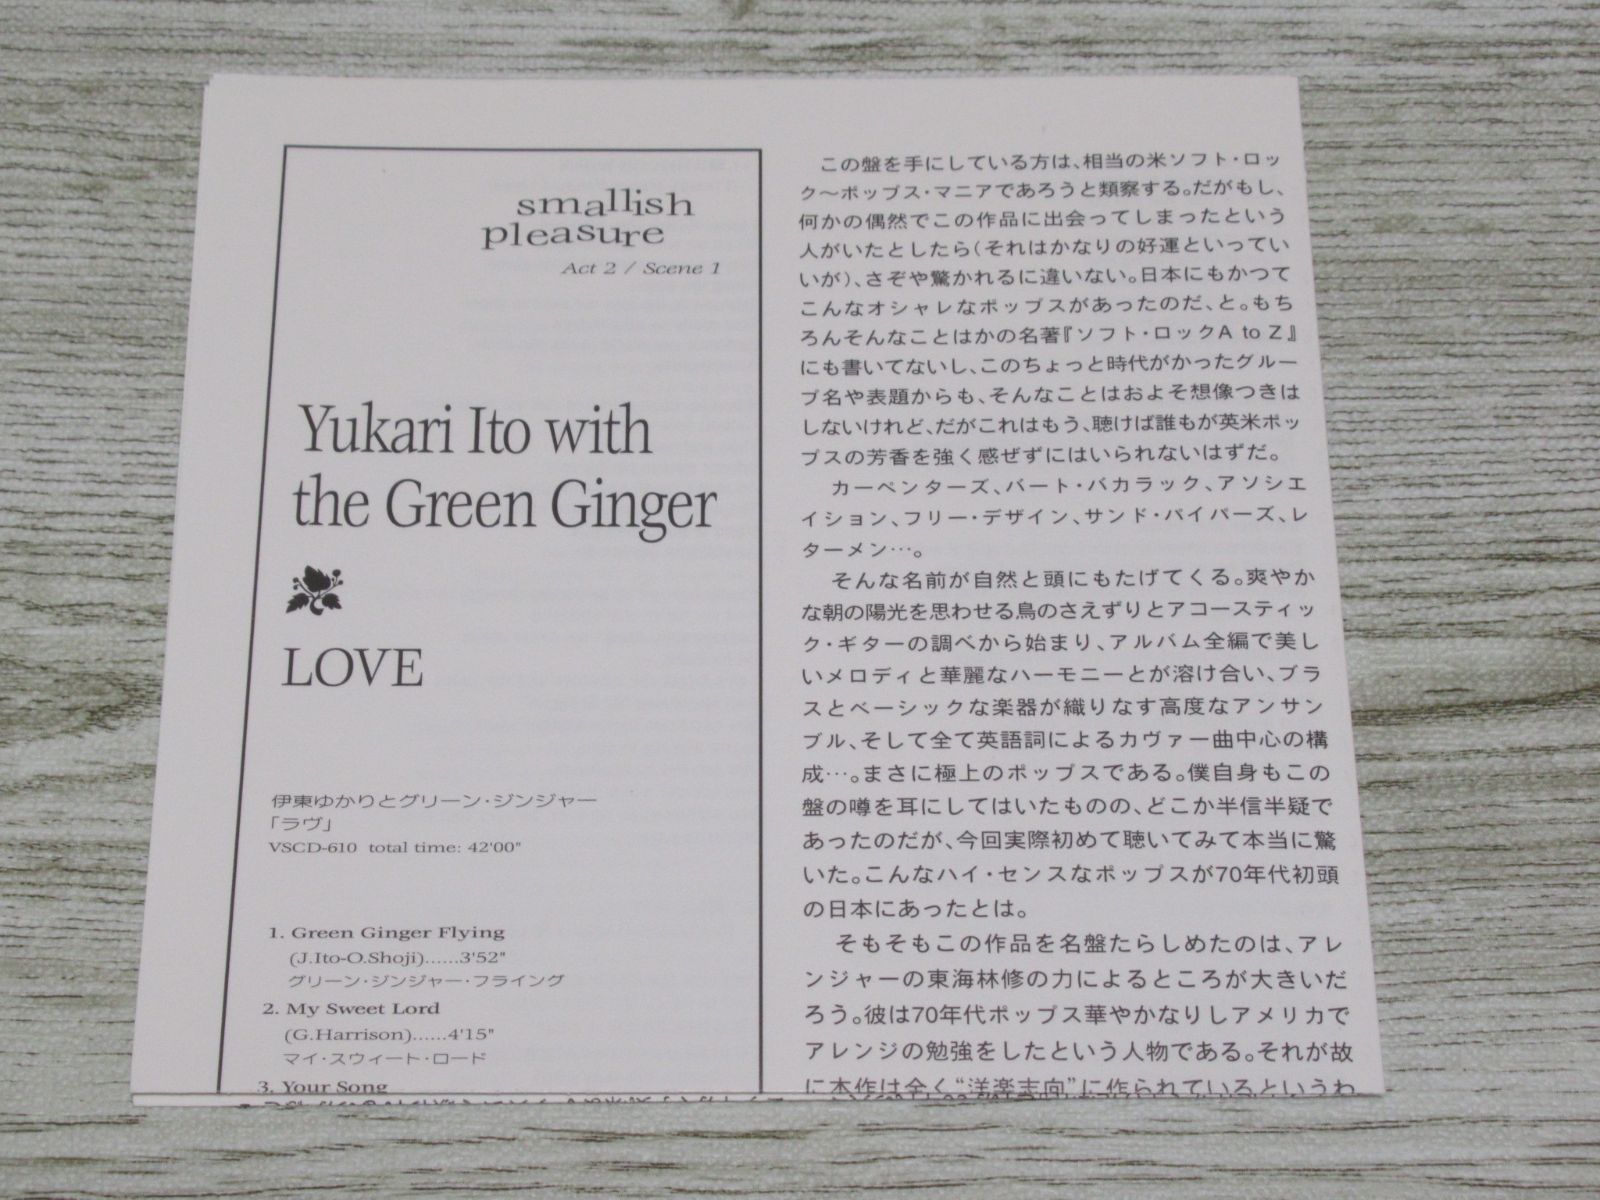 smallish
pleasure
Act 2 / Scene 1
Yukari Ito with
the Green Ginger
LOVE
伊東ゆかりとグリーン・ジンジャー
「ラヴ」
VSCD-610 total time: 42'00"
1. Green Ginger Flying
(J.Ito-O.Shoji)......3'52"
グリーン・ジンジャー・フライング
2. My Sweet Lord
(G.Harrison)......4'15"
マイ・スウィート・ロード
3. Your Song
この盤を手にしている方は、相当の米ソフト・ロッ
ク〜ポップス・マニアであろうと類察する。だがもし、
何かの偶然でこの作品に出会ってしまったという
人がいたとしたら(それはかなりの好運といってい
いが)、さぞや驚かれるに違いない。日本にもかつて
こんなオシャレなポップスがあったのだ、と。もち
ろんそんなことはかの名著『ソフト・ロックA to Z』
にも書いてないし、このちょっと時代がかったグルー
プ名や表題からも、そんなことはおよそ想像つきは
しないけれど、だがこれはもう、聴けば誰もが英米ポッ
プスの芳香を強く感ぜずにはいられないはずだ。
カーペンターズ、バート・バカラック、アソシエ
イション、フリー・デザイン、サンド・パイパーズ、レ
ターメン…。
そんな名前が自然と頭にもたげてくる。爽やか
な朝の陽光を思わせる鳥のさえずりとアコースティッ
ク・ギターの調べから始まり、アルバム全編で美し
いメロディと華麗なハーモニーとが溶け合い、ブラ
スとベーシックな楽器が織りなす高度なアンサン
ブル、そして全て英語詞によるカヴァー曲中心の構
成…。まさに極上のポップスである。僕自身もこの
盤の噂を耳にしてはいたものの、どこか半信半疑で
あったのだが、今回実際初めて聴いてみて本当に驚
いた。こんなハイ・センスなポップスが70年代初頭
の日本にあったとは。
そもそもこの作品を名盤たらしめたのは、アレ
ンジャーの東海林修の力によるところが大きいだ
ろう。彼は70年代ポップス華やかなりしアメリカで
アレンジの勉強をしたという人物である。それが故
に本作は全く“洋楽志向”に作られているというわ